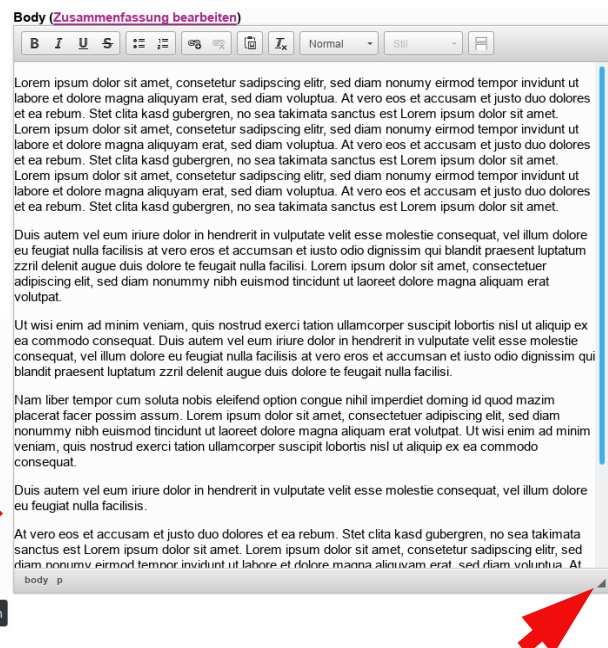 Body (Zusammenfassung bearbeiten)
B I U S Normal Stil
Lorem ipsum dolor sit amet, consetetur sadipscing elitr, sed diam nonumy eirmod tempor invidunt ut
labore et dolore magna aliquyam erat, sed diam voluptua. At vero eos et accusam et justo duo dolores
et ea rebum. Stet clita kasd gubergren, no sea takimata sanctus est Lorem ipsum dolor sit amet.
Lorem ipsum dolor sit amet, consetetur sadipscing elitr, sed diam nonumy eirmod tempor invidunt ut
labore et dolore magna aliquyam erat, sed diam voluptua. At vero eos et accusam et justo duo dolores
et ea rebum. Stet clita kasd gubergren, no sea takimata sanctus est Lorem ipsum dolor sit amet.
Lorem ipsum dolor sit amet, consetetur sadipscing elitr, sed diam nonumy eirmod tempor invidunt ut
labore et dolore magna aliquyam erat, sed diam voluptua. At vero eos et accusam et justo duo dolores
et ea rebum. Stet clita kasd gubergren, no sea takimata sanctus est Lorem ipsum dolor sit amet.
Duis autem vel eum iriure dolor in hendrerit in vulputate velit esse molestie consequat, vel illum dolore
eu feugiat nulla facilisis at vero eros et accumsan et iusto odio dignissim qui blandit praesent luptatum
zzril delenit augue duis dolore te feugait nulla facilisi. Lorem ipsum dolor sit amet, consectetuer
adipiscing elit, sed diam nonummy nibh euismod tincidunt ut laoreet dolore magna aliquam erat
volutpat.
Ut wisi enim ad minim veniam, quis nostrud exerci tation ullamcorper suscipit lobortis nisl ut aliquip ex
ea commodo consequat. Duis autem vel eum iriure dolor in hendrerit in vulputate velit esse molestie
consequat, vel illum dolore eu feugiat nulla facilisis at vero eros et accumsan et iusto odio dignissim qui
blandit praesent luptatum zzril delenit augue duis dolore te feugait nulla facilisi.
Nam liber tempor cum soluta nobis eleifend option congue nihil imperdiet doming id quod mazim
placerat facer possim assum. Lorem ipsum dolor sit amet, consectetuer adipiscing elit, sed diam
nonummy nibh euismod tincidunt ut laoreet dolore magna aliquam erat volutpat. Ut wisi enim ad minim
veniam, quis nostrud exerci tation ullamcorper suscipit lobortis nisl ut aliquip ex ea commodo
consequat.
Duis autem vel eum iriure dolor in hendrerit in vulputate velit esse molestie consequat, vel illum dolore
eu feugiat nulla facilisis.
At vero eos et accusam et justo duo dolores et ea rebum. Stet clita kasd gubergren, no sea takimata
sanctus est Lorem ipsum dolor sit amet. Lorem ipsum dolor sit amet, consetetur sadipscing elitr, sed
diam nonumy eirmod tempor invidunt ut labore et dolore magna aliquyam erat, sed diam voluptua. At
body p